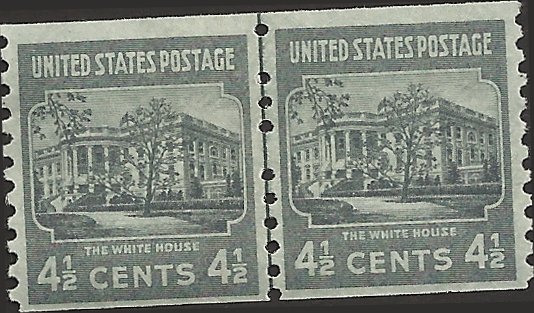 UNITED STATES POSTAGE
THE WHITE HOUSE
4½ CENTS 4½
UNITED STATES POSTAGE
THE WHITE HOUSE
4½ CENTS 4½